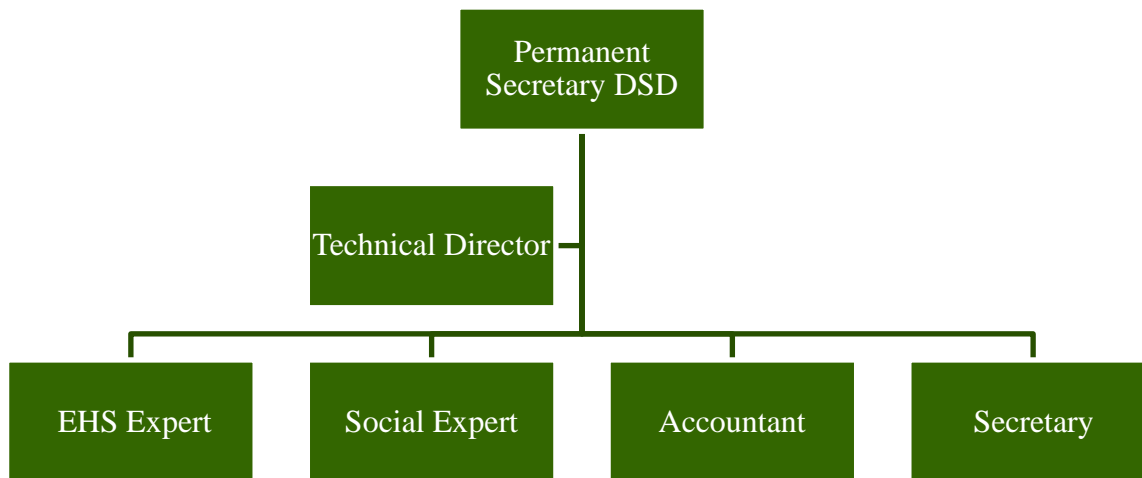 Permanent
Secretary DSD
Technical Director
EHS Expert
Social Expert
Accountant
Secretary